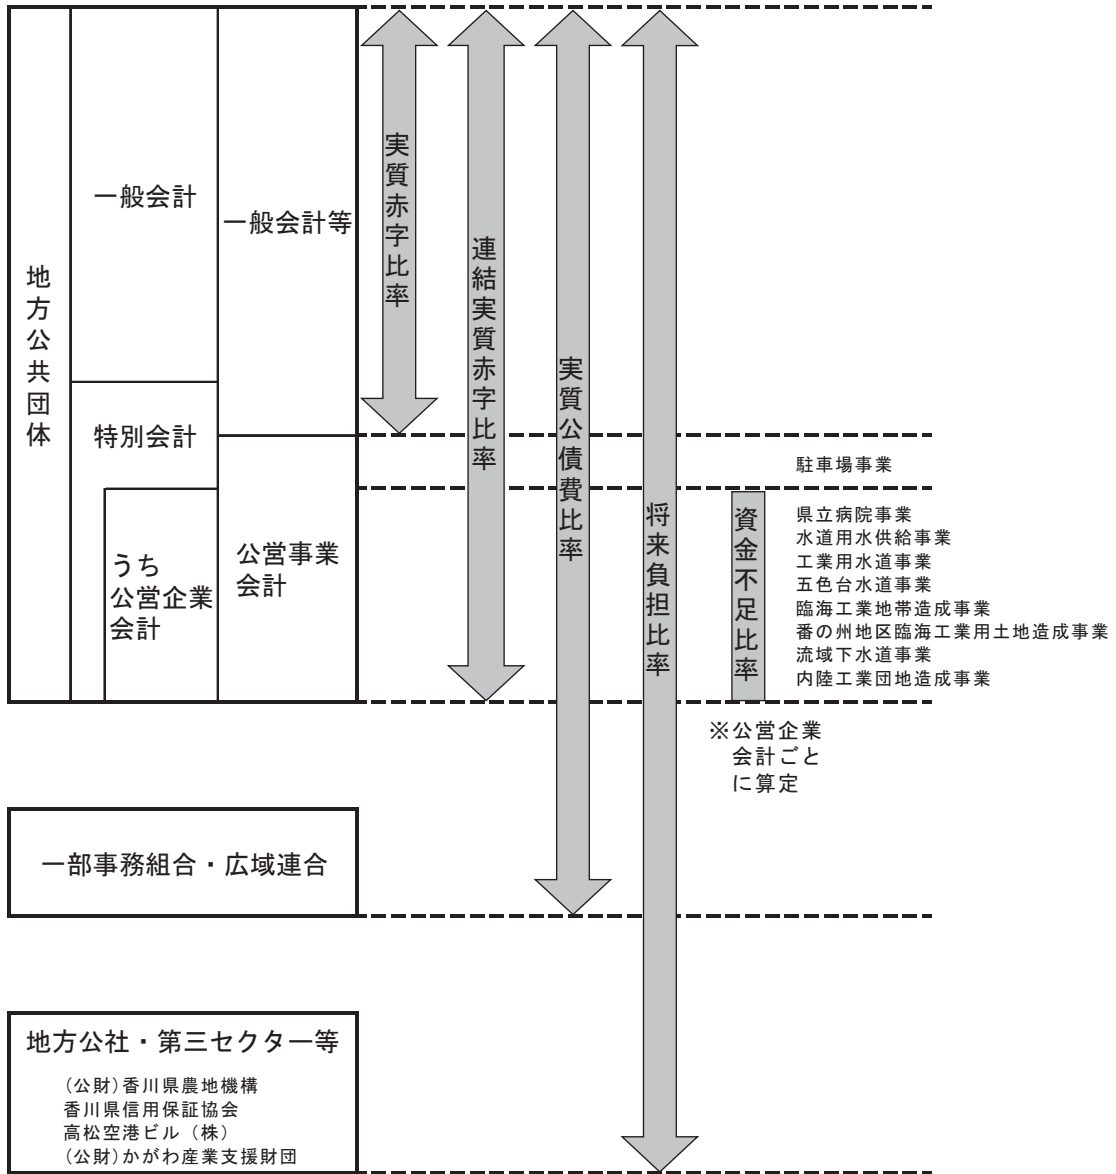 地方公共団体
一般会計
特別会計
うち
公営企業
会計
一般会計等
公営事業
会計
実質赤字比率
連結実質赤字比率
実質公債費比率
将来負担比率
資金不足比率
駐車場事業
県立病院事業
水道用水供給事業
工業用水道事業
五色台水道事業
臨海工業地帯造成事業
番の州地区臨海工業用土地造成事業
流域下水道事業
内陸工業団地造成事業
※公営企業
会計ごと
に算定
一部事務組合・広域連合
地方公社・第三セクター等
(公財)香川県農地機構
香川県信用保証協会
高松空港ビル（株）
(公財)かがわ産業支援財団